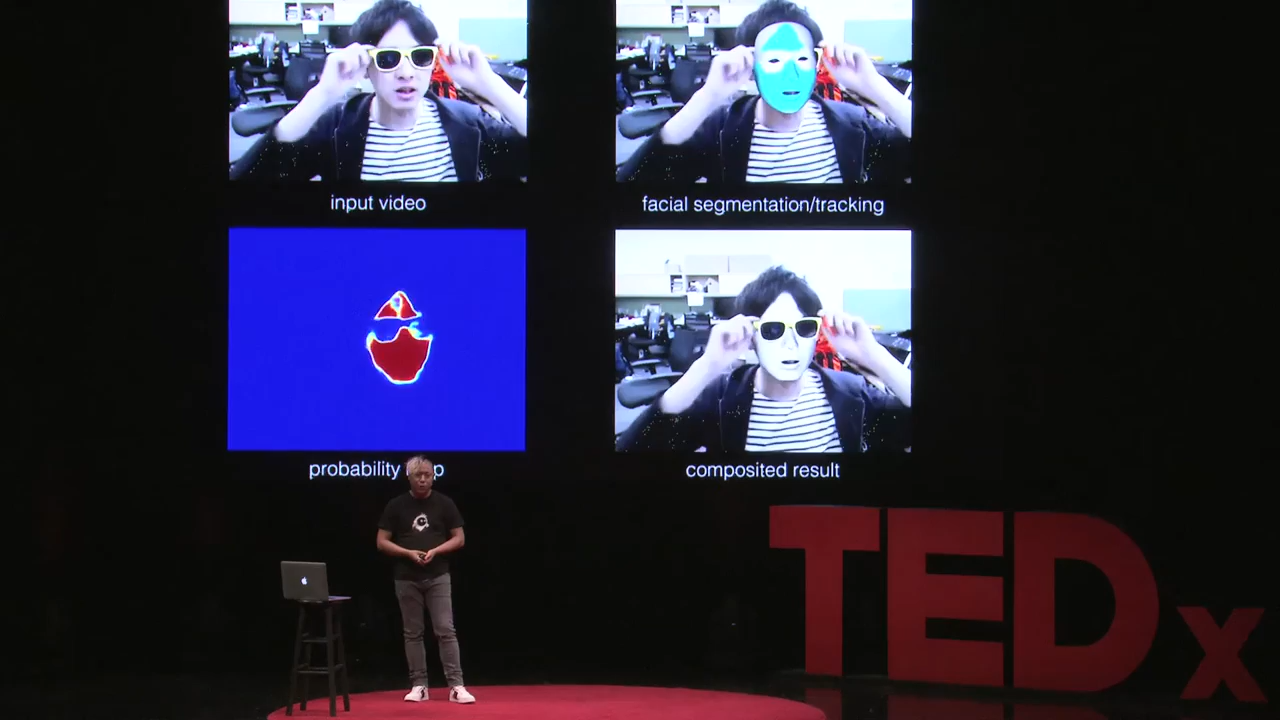 input video
facial segmentation/tracking
probability
composited result
TEDx